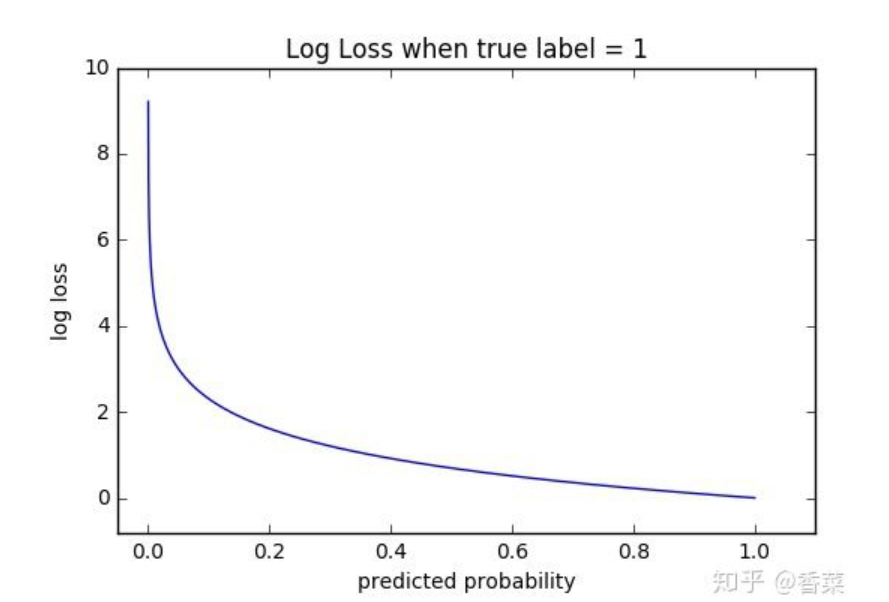 Log Loss when true label = 1
10
8
6
4
2
0
log loss
0.0 0.2 0.4 0.6 0.8 1.0
predicted probability
知乎 @香菜